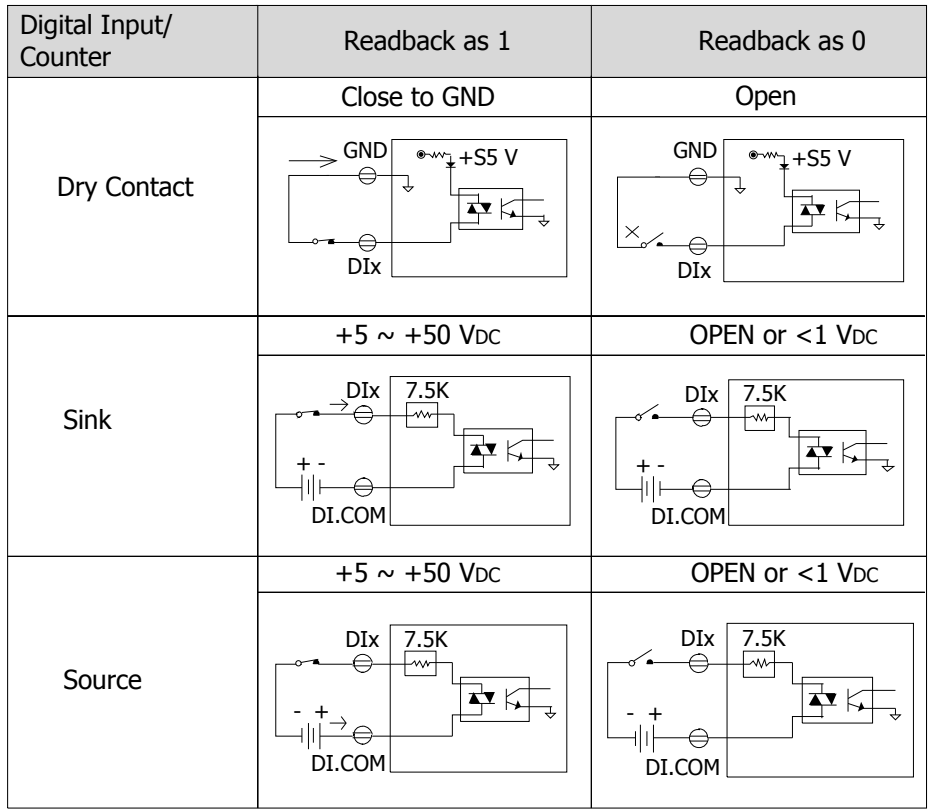 Digital Input/
Counter
Readback as 1
Readback as 0
Dry Contact
Close to GND
Open
GND
+S5 V
DIx
GND
+S5 V
DIx
Sink
+5 ~ +50 VDC
OPEN or <1 VDC
DIx
7.5K
+ -
DI.COM
DIx
7.5K
+ -
DI.COM
Source
+5 ~ +50 VDC
OPEN or <1 VDC
DIx
7.5K
- +
DI.COM
DIx
7.5K
- +
DI.COM